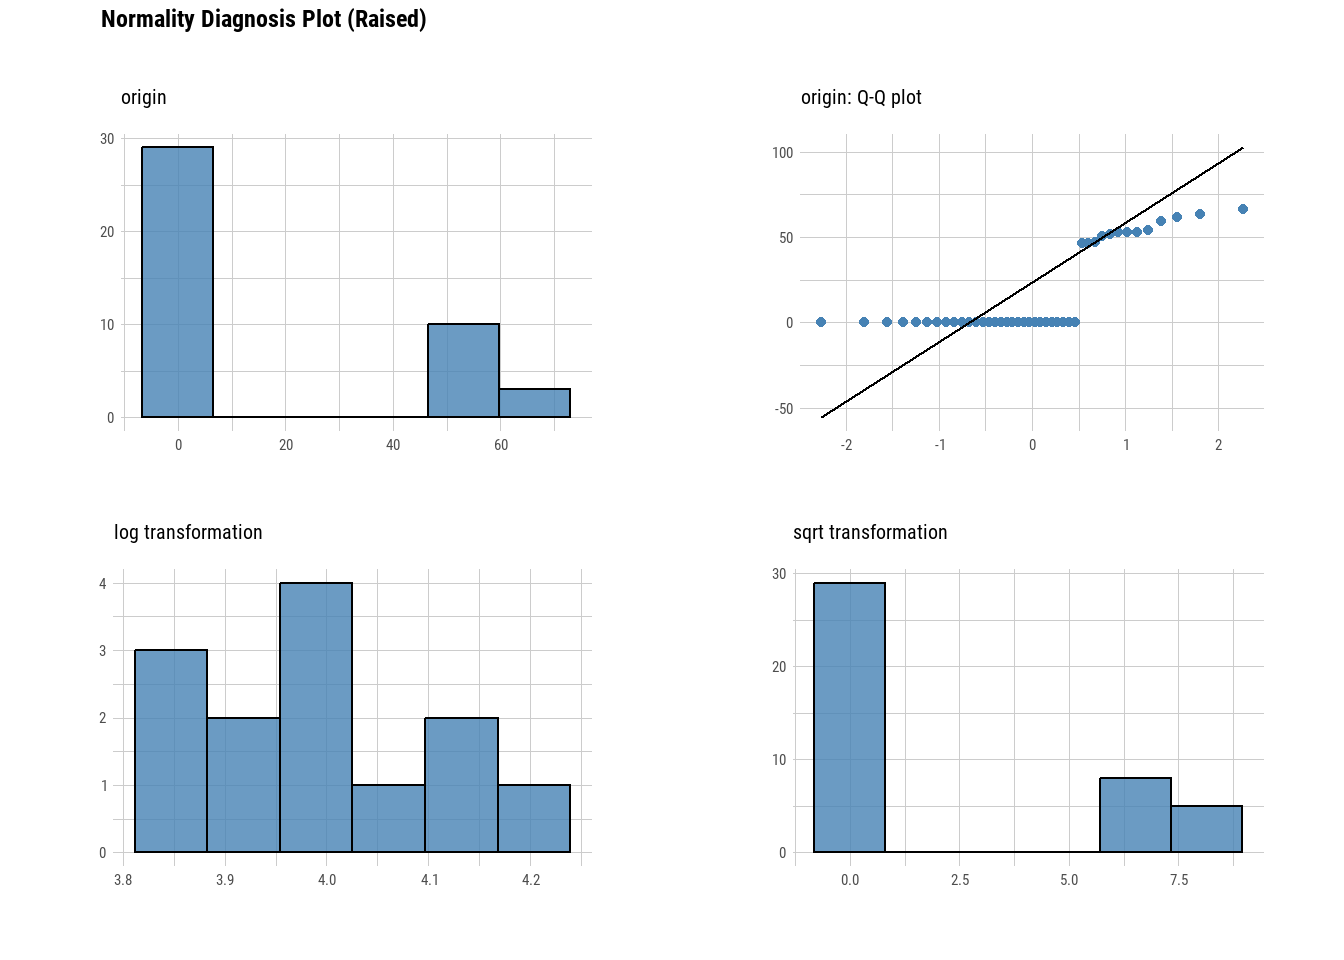 Normality Diagnosis Plot (Raised)
origin
30
20
10
0
0 20 40 60
origin: Q-Q plot
100
50
0
-50
-2 -1 0 1 2
log transformation
4
3
2
1
0
3.8 3.9 4.0 4.1 4.2
sqrt transformation
30
20
10
0
0.0 2.5 5.0 7.5